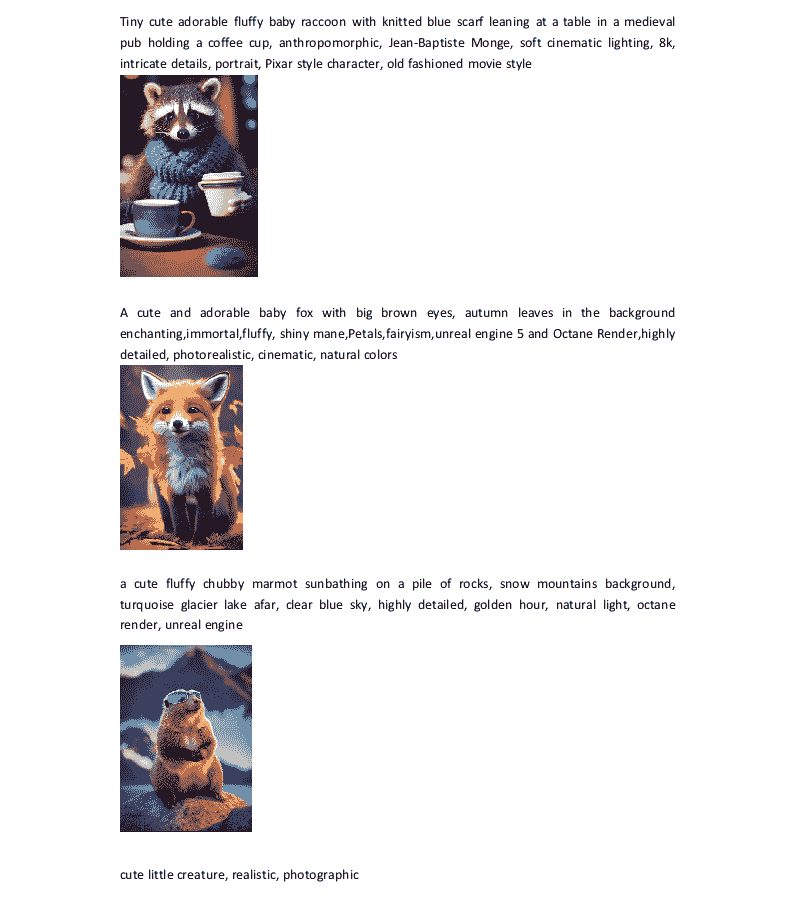 Tiny cute adorable fluffy baby raccoon with knitted blue scarf leaning at a table in a medieval
pub holding a coffee cup, anthropomorphic, Jean-Baptiste Monge, soft cinematic lighting, 8k,
intricate details, portrait, Pixar style character, old fashioned movie style
A cute and adorable baby fox with big brown eyes, autumn leaves in the background
enchanting,immortal,fluffy, shiny mane,Petals,fairyism,unreal engine 5 and Octane Render,highly
detailed, photorealistic, cinematic, natural colors
a cute fluffy chubby marmot sunbathing on a pile of rocks, snow mountains background,
turquoise glacier lake afar, clear blue sky, highly detailed, golden hour, natural light, octane
render, unreal engine
cute little creature, realistic, photographic